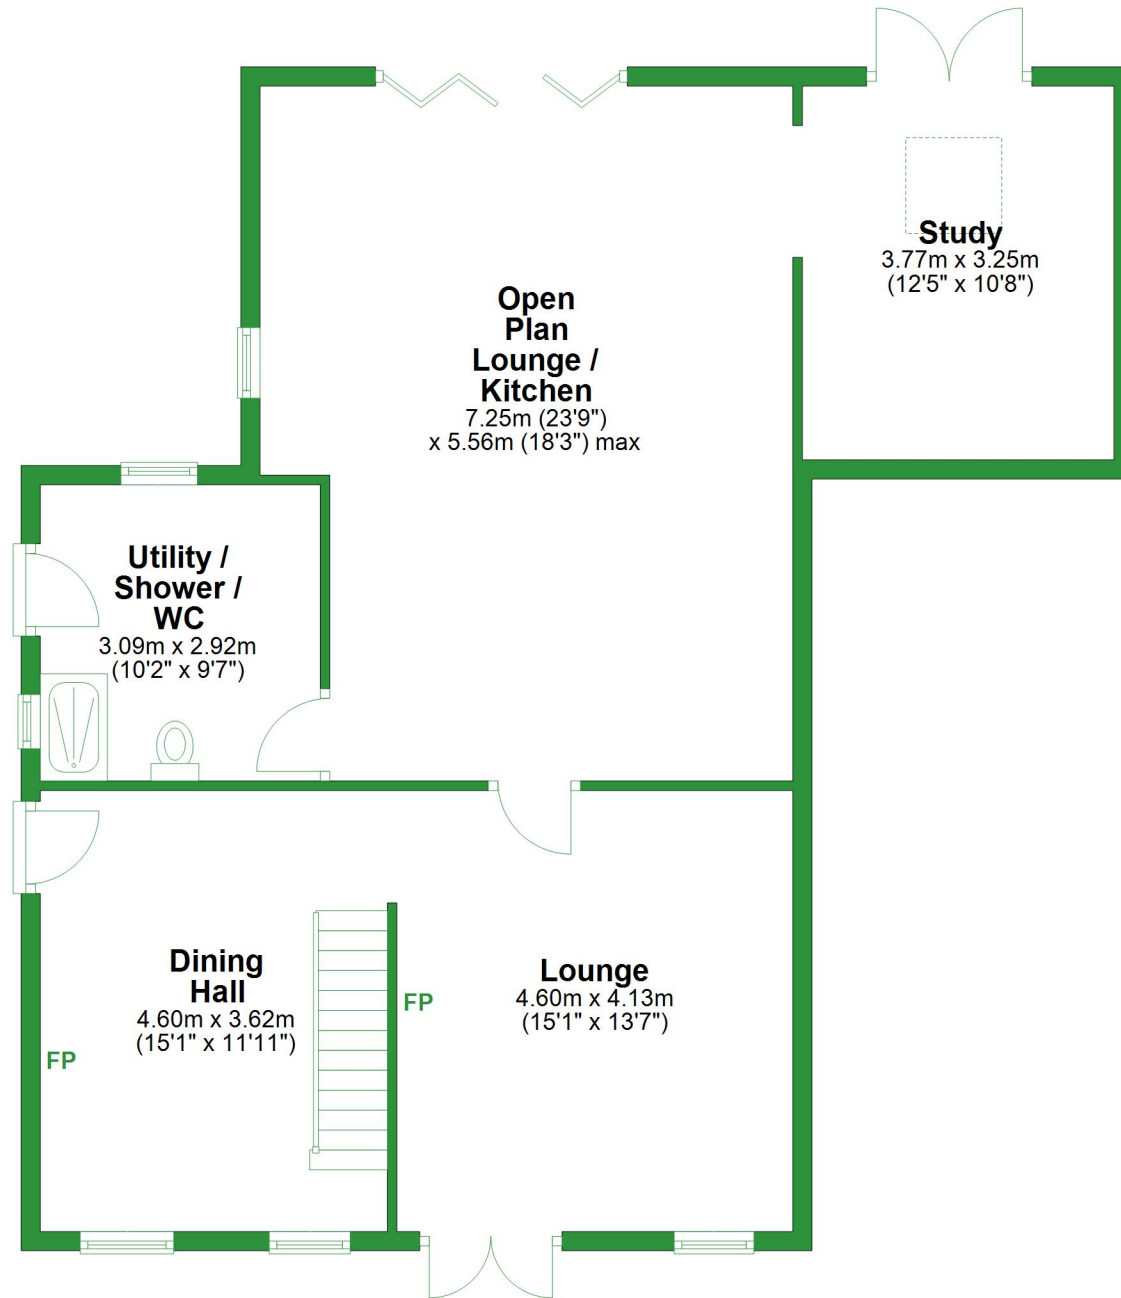 Study
3.77m x 3.25m
(12'5" x 10'8")
Open
Plan
Lounge /
Kitchen
7.25m (23'9")
x 5.56m (18'3") max
Utility /
Shower /
WC
3.09m x 2.92m
(10'2" x 9'7")
Dining
Hall
4.60m x 3.62m
(15'1" x 11'11")
FP
FP
Lounge
4.60m x 4.13m
(15'1" x 13'7")